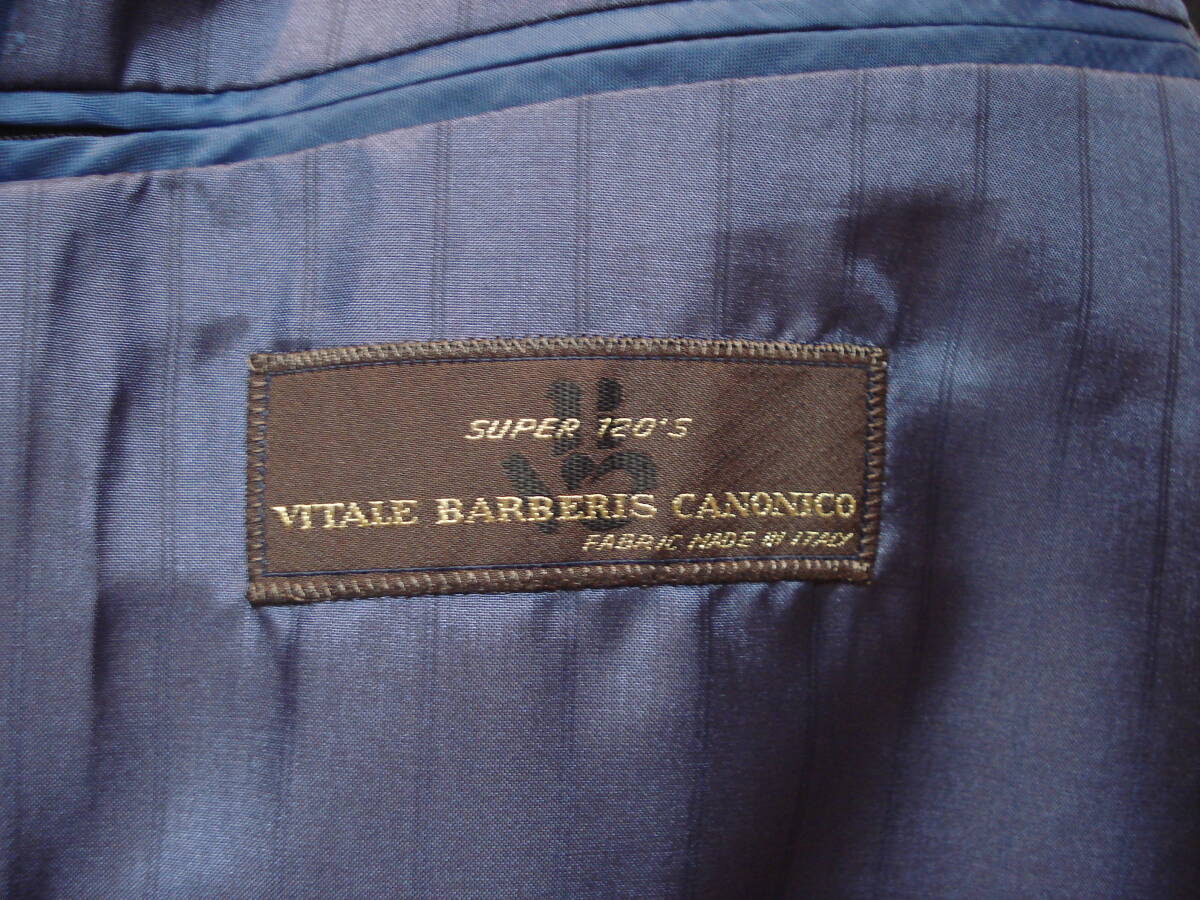 SUPER 120'S
VITALE BARBERIS CANONICO
FABRIC MADE IN ITALY